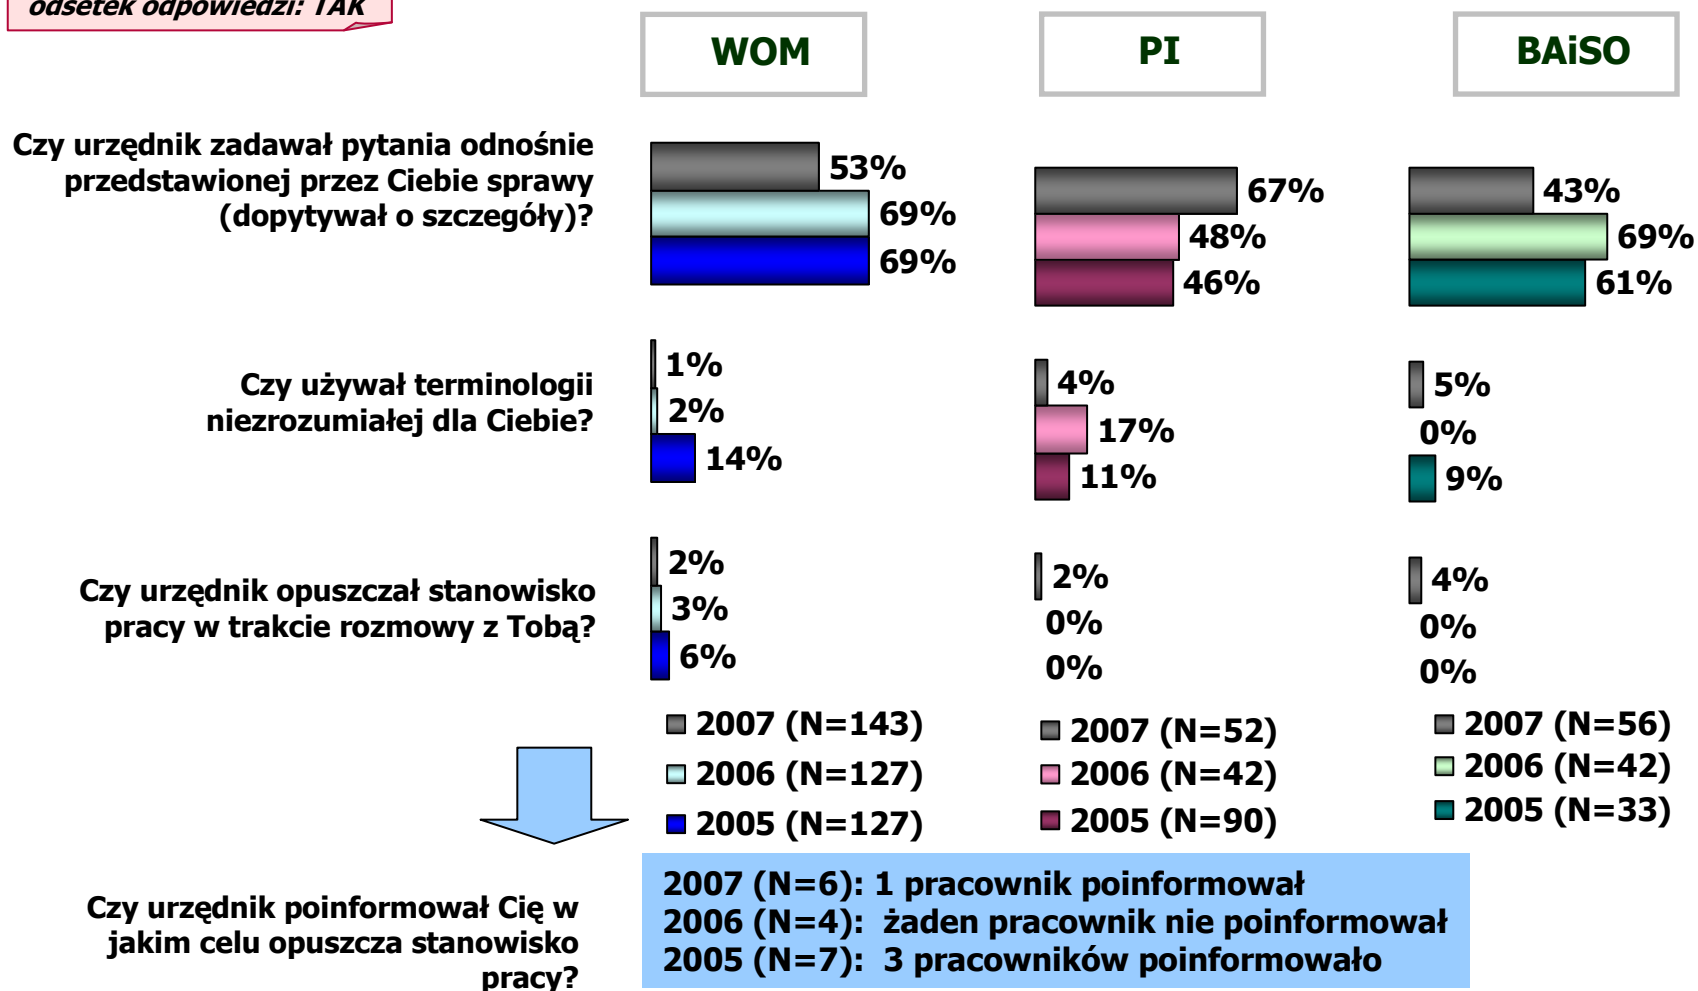 odsetek odpowiedzi: TAK
WOM
PI
BAiSO
Czy urzędnik zadawał pytania odnośnie
przedstawionej przez Ciebie sprawy
(dopytywał o szczegóły)?
53%
69%
69%
67%
48%
46%
43%
69%
61%
Czy używał terminologii
niezrozumiałej dla Ciebie?
1%
2%
14%
4%
17%
11%
5%
0%
9%
Czy urzędnik opuszczał stanowisko
pracy w trakcie rozmowy z Tobą?
2%
3%
6%
2%
0%
0%
4%
0%
0%
2007 (N=143)
2006 (N=127)
2005 (N=127)
2007 (N=52)
2006 (N=42)
2005 (N=90)
2007 (N=56)
2006 (N=42)
2005 (N=33)
Czy urzędnik poinformował Cię w
jakim celu opuszcza stanowisko
pracy?
2007 (N=6): 1 pracownik poinformował
2006 (N=4): żaden pracownik nie poinformował
2005 (N=7): 3 pracowników poinformowało